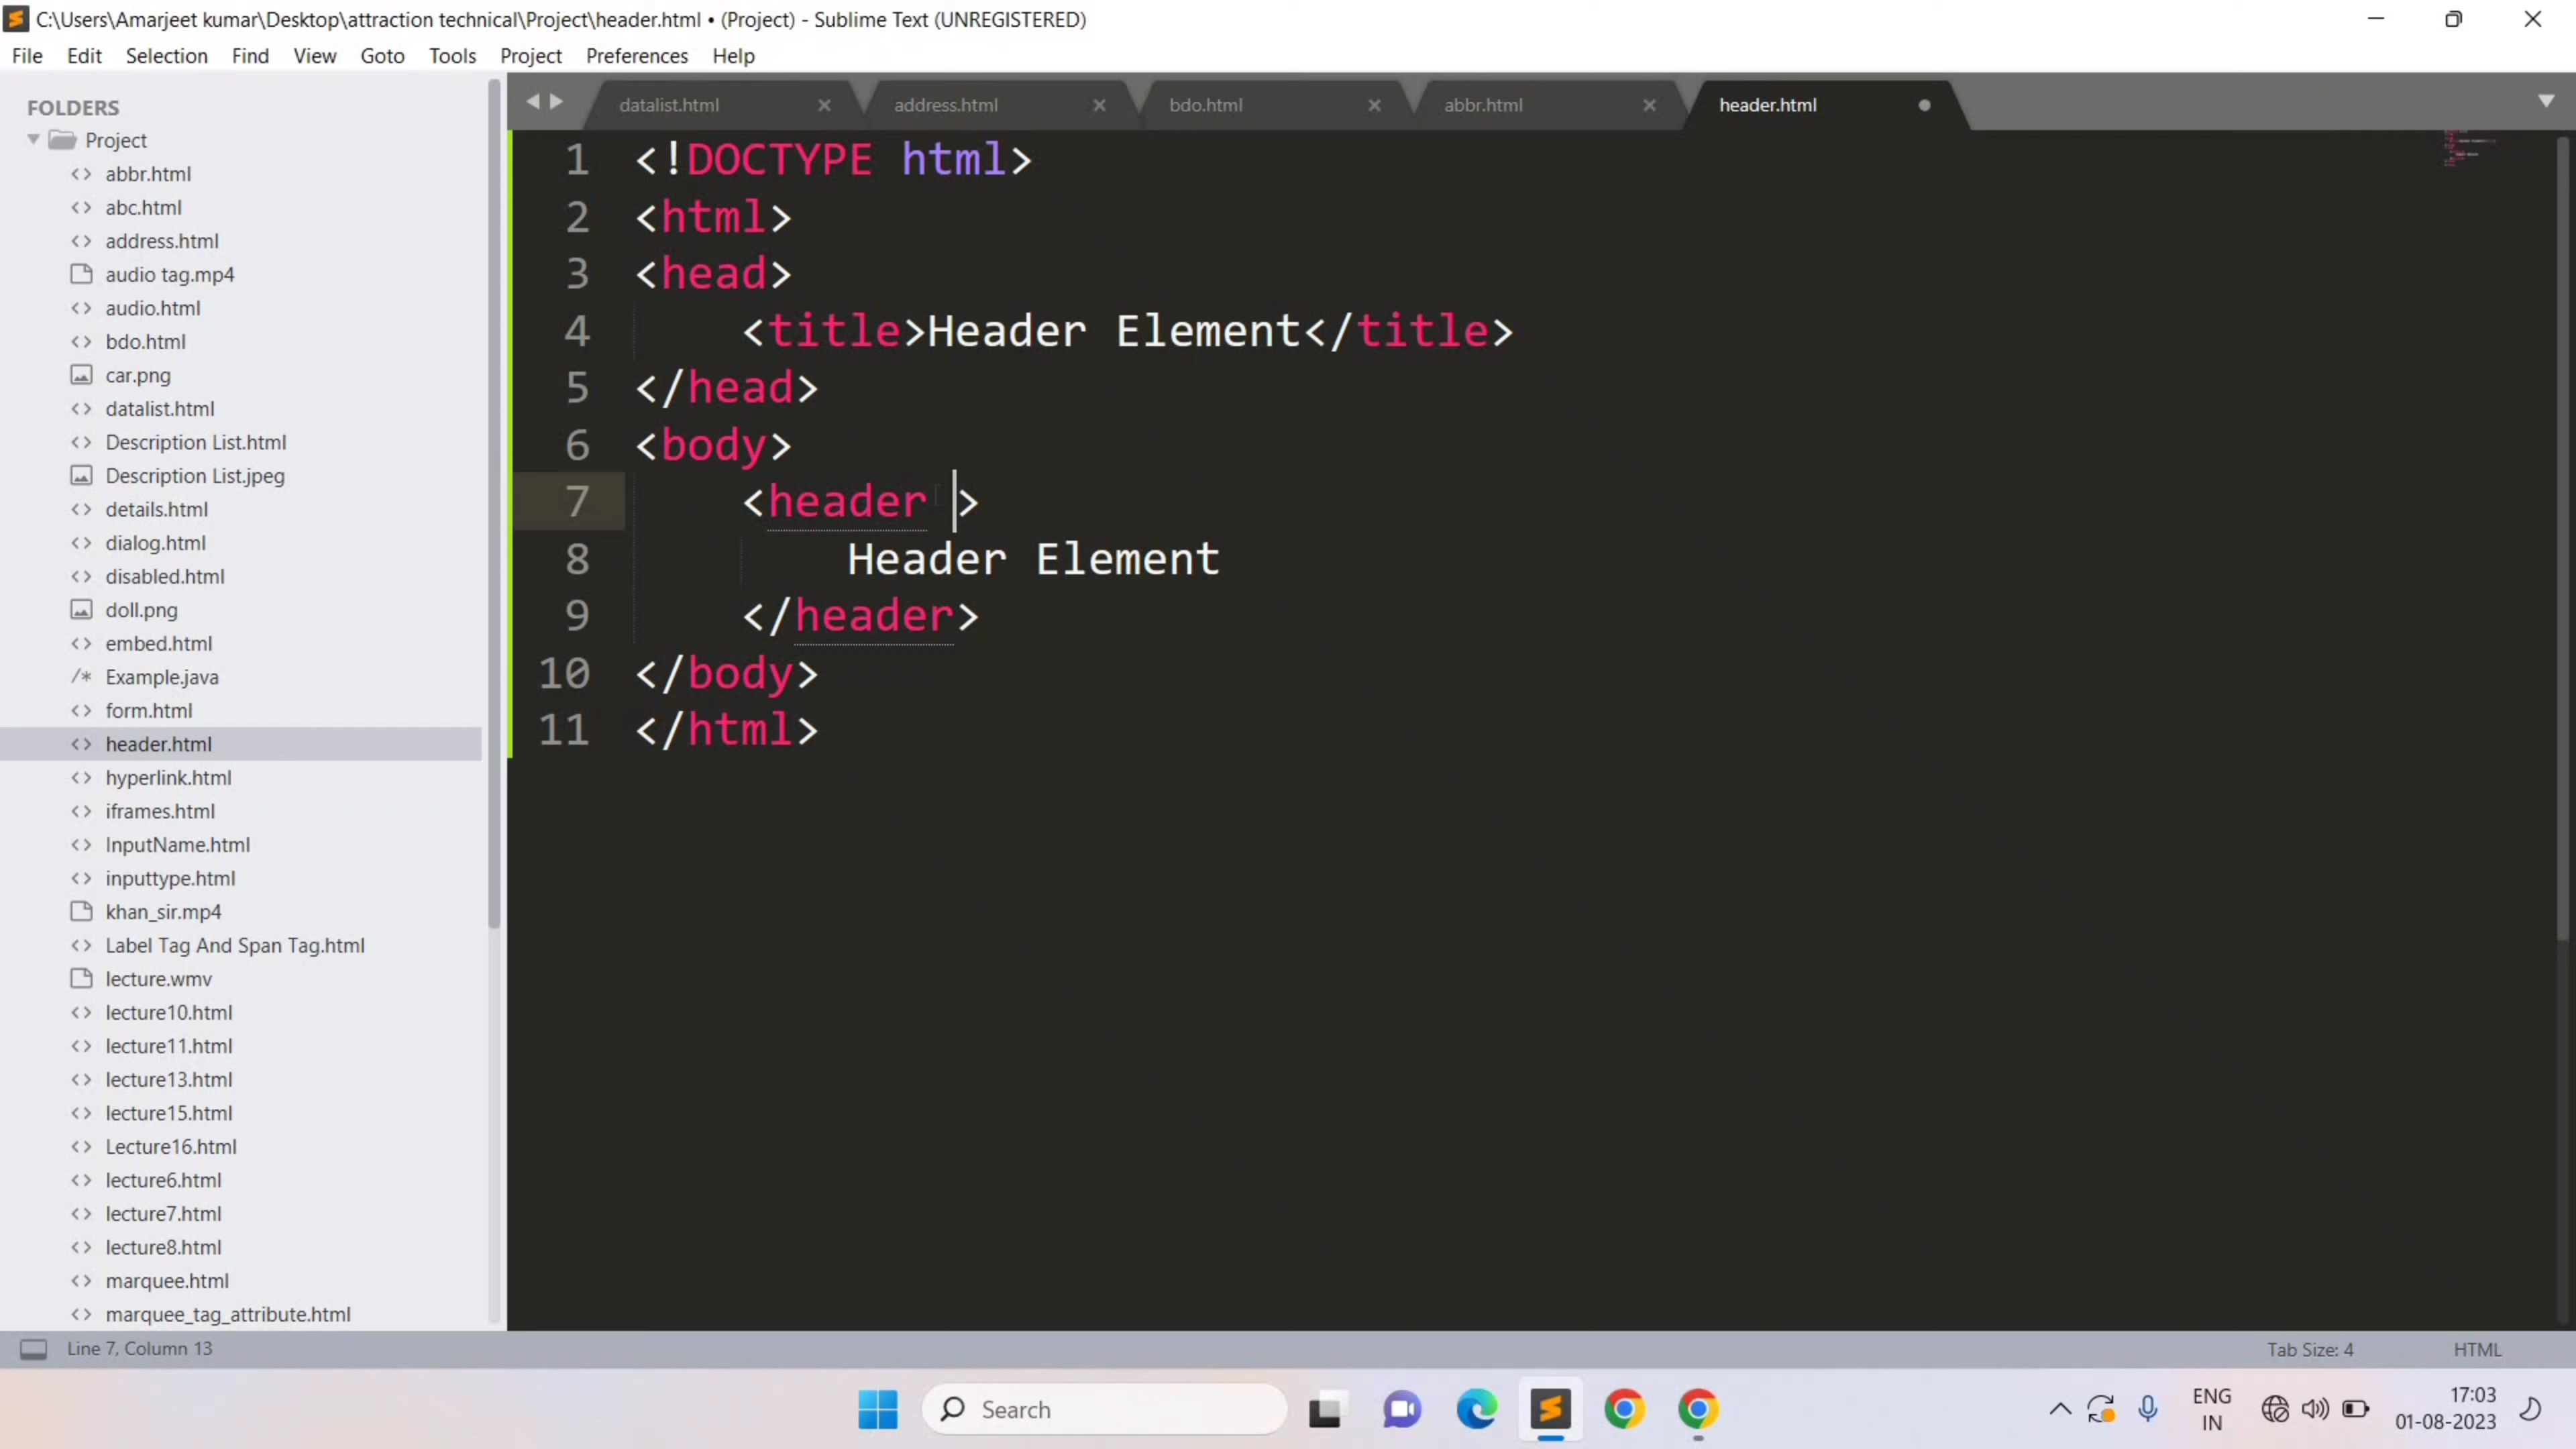 C:\Users\Amarjeet kumar\Desktop\attraction technical\Project\header.html • (Project) - Sublime Text (UNREGISTERED)
File Edit Selection Find View Goto Tools Project Preferences Help
FOLDERS
Project
abbr.html
abc.html
address.html
audio tag.mp4
audio.html
bdo.html
car.png
datalist.html
Description List.html
Description List.jpeg
details.html
dialog.html
disabled.html
doll.png
embed.html
/* Example.java
form.html
header.html
hyperlink.html
iframes.html
InputName.html
inputtype.html
khan_sir.mp4
Label Tag And Span Tag.html
lecture.wmv
lecture10.html
lecture11.html
lecture13.html
lecture15.html
Lecture16.html
lecture6.html
lecture7.html
lecture8.html
marquee.html
marquee_tag_attribute.html
datalist.html address.html bdo.html abbr.html header.html
1 <!DOCTYPE html>
2 <html>
3 <head>
4 <title>Header Element</title>
5 </head>
6 <body>
7 <header >
8 Header Element
9 </header>
10 </body>
11 </html>
Line 7, Column 13 Tab Size: 4 HTML
Search
ENG
IN
17:03
01-08-2023